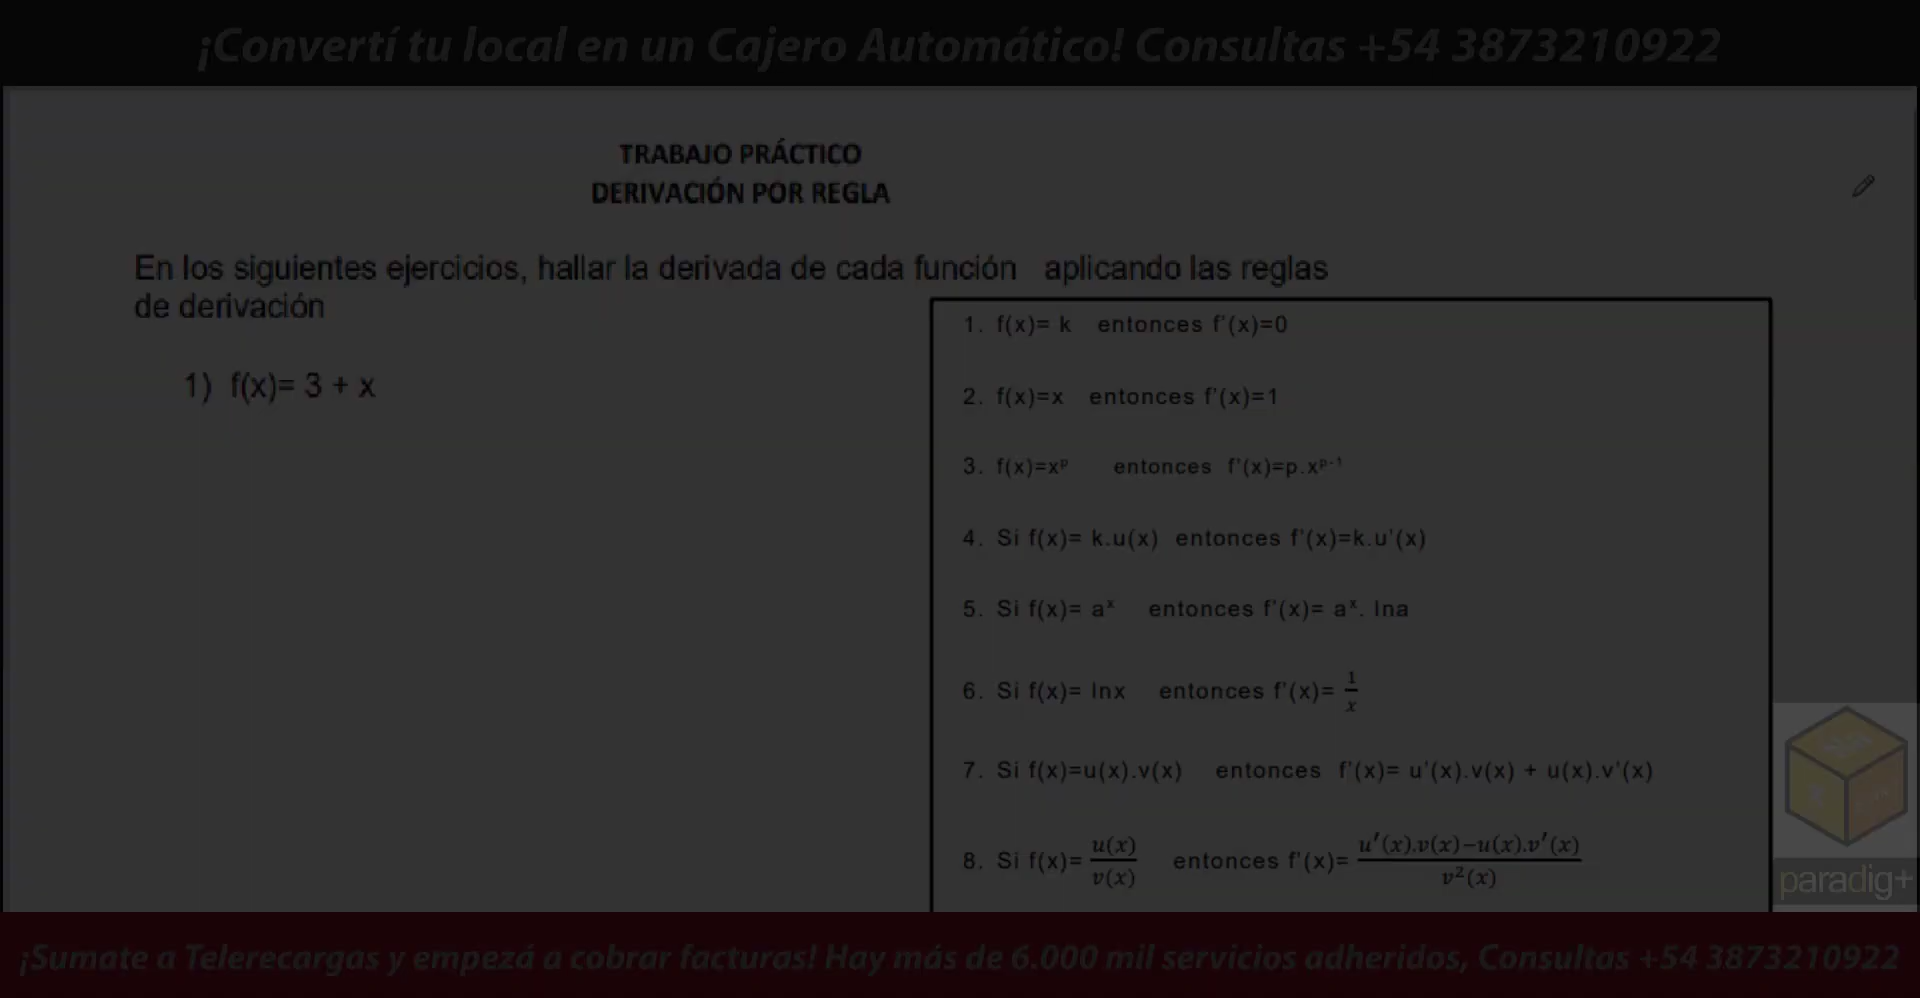 ¡Convertí tu local en un Cajero Automático! Consultas +54 3873210922
TRABAJO PRÁCTICO
DERIVACIÓN POR REGLA
En los siguientes ejercicios, hallar la derivada de cada función aplicando las reglas
de derivación
1) f(x)= 3 + x
1. f(x)= k entonces f'(x)=0
2. f(x)=x entonces f'(x)=1
3. f(x)=xᵖ entonces f'(x)=p.xᵖ⁻¹
4. Si f(x)= k.u(x) entonces f'(x)=k.u'(x)
5. Si f(x)= aˣ entonces f'(x)= aˣ. lna
6. Si f(x)= lnx entonces f'(x)= 1/x
7. Si f(x)=u(x).v(x) entonces f'(x)= u'(x).v(x) + u(x).v'(x)
8. Si f(x)= u(x)/v(x) entonces f'(x)= u′(x).v(x)−u(x).v′(x)/v²(x)
paradig+
¡Sumate a Telerecargas y empezá a cobrar facturas! Hay más de 6.000 mil servicios adheridos, Consultas +54 3873210922